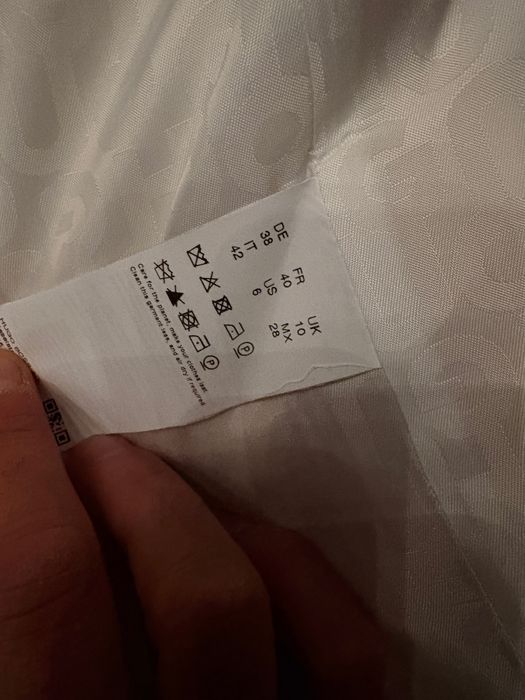 DE FR UK
38 40 10
IT US MX
42 6 28
P
P
Care for the planet, make your clothes last.
Clean this garment less, and air dry if required